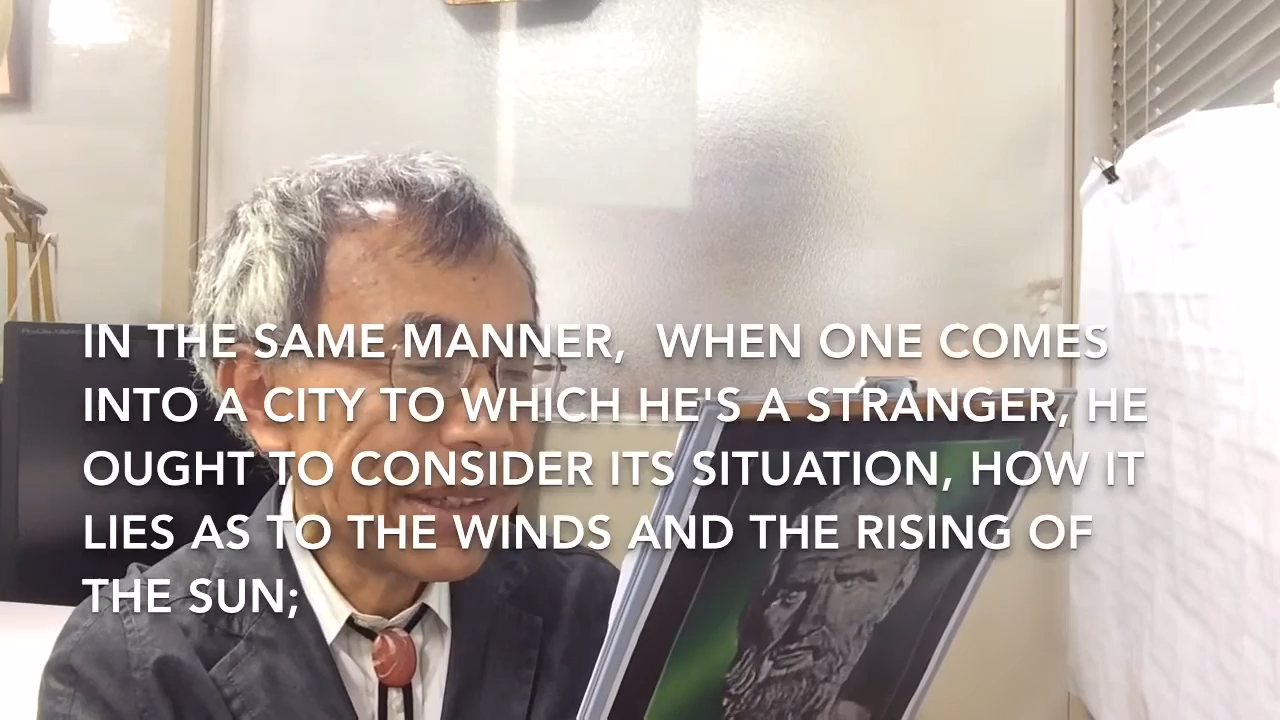 IN THE SAME MANNER, WHEN ONE COMES
INTO A CITY TO WHICH HE'S A STRANGER, HE
OUGHT TO CONSIDER ITS SITUATION, HOW IT
LIES AS TO THE WINDS AND THE RISING OF
THE SUN;